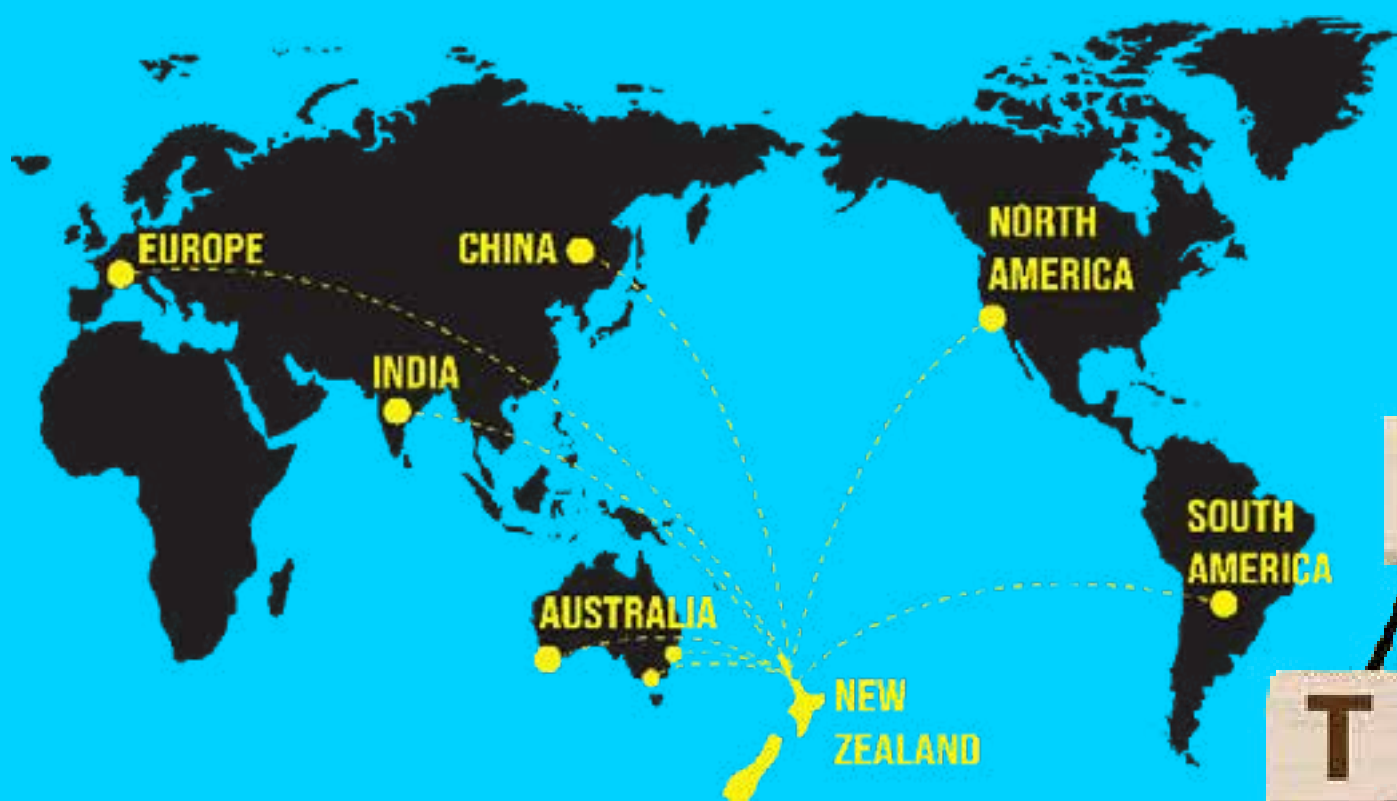 EUROPE
CHINA
NORTH
AMERICA
INDIA
SOUTH
AMERICA
AUSTRALIA
NEW
ZEALAND
T